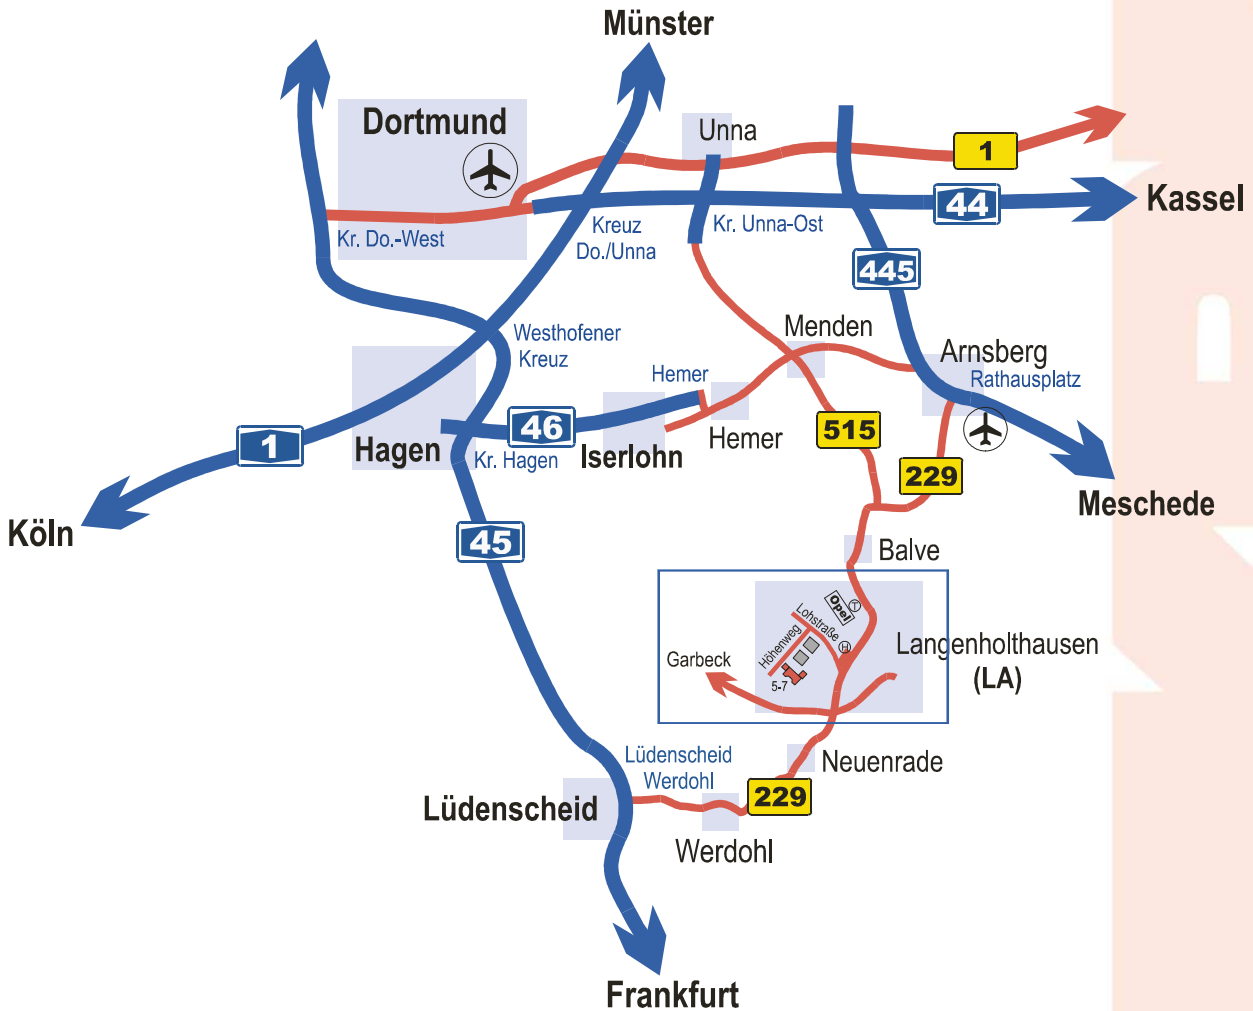 Münster
Dortmund
Unna
1
Kassel
44
Kr. Do.-West
Kreuz
Do./Unna
Kr. Unna-Ost
445
Westhofener
Kreuz
Menden
Arnsberg
Rathausplatz
Hemer
46
515
Hemer
1
Hagen
Kr. Hagen
Iserlohn
229
Meschede
Köln
45
Balve
Opel
T
Lohstraße
H
Höhenweg
5-7
Garbeck
Langenholthausen
(LA)
Lüdenscheid
Werdohl
Neuenrade
229
Lüdenscheid
Werdohl
Frankfurt